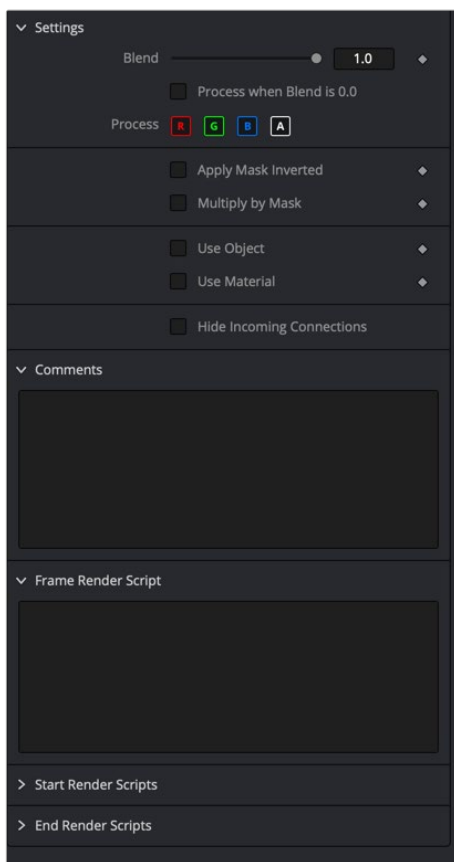 Settings
Blend 1.0
Process when Blend is 0.0
Process R G B A
Apply Mask Inverted
Multiply by Mask
Use Object
Use Material
Hide Incoming Connections
Comments
Frame Render Script
Start Render Scripts
End Render Scripts